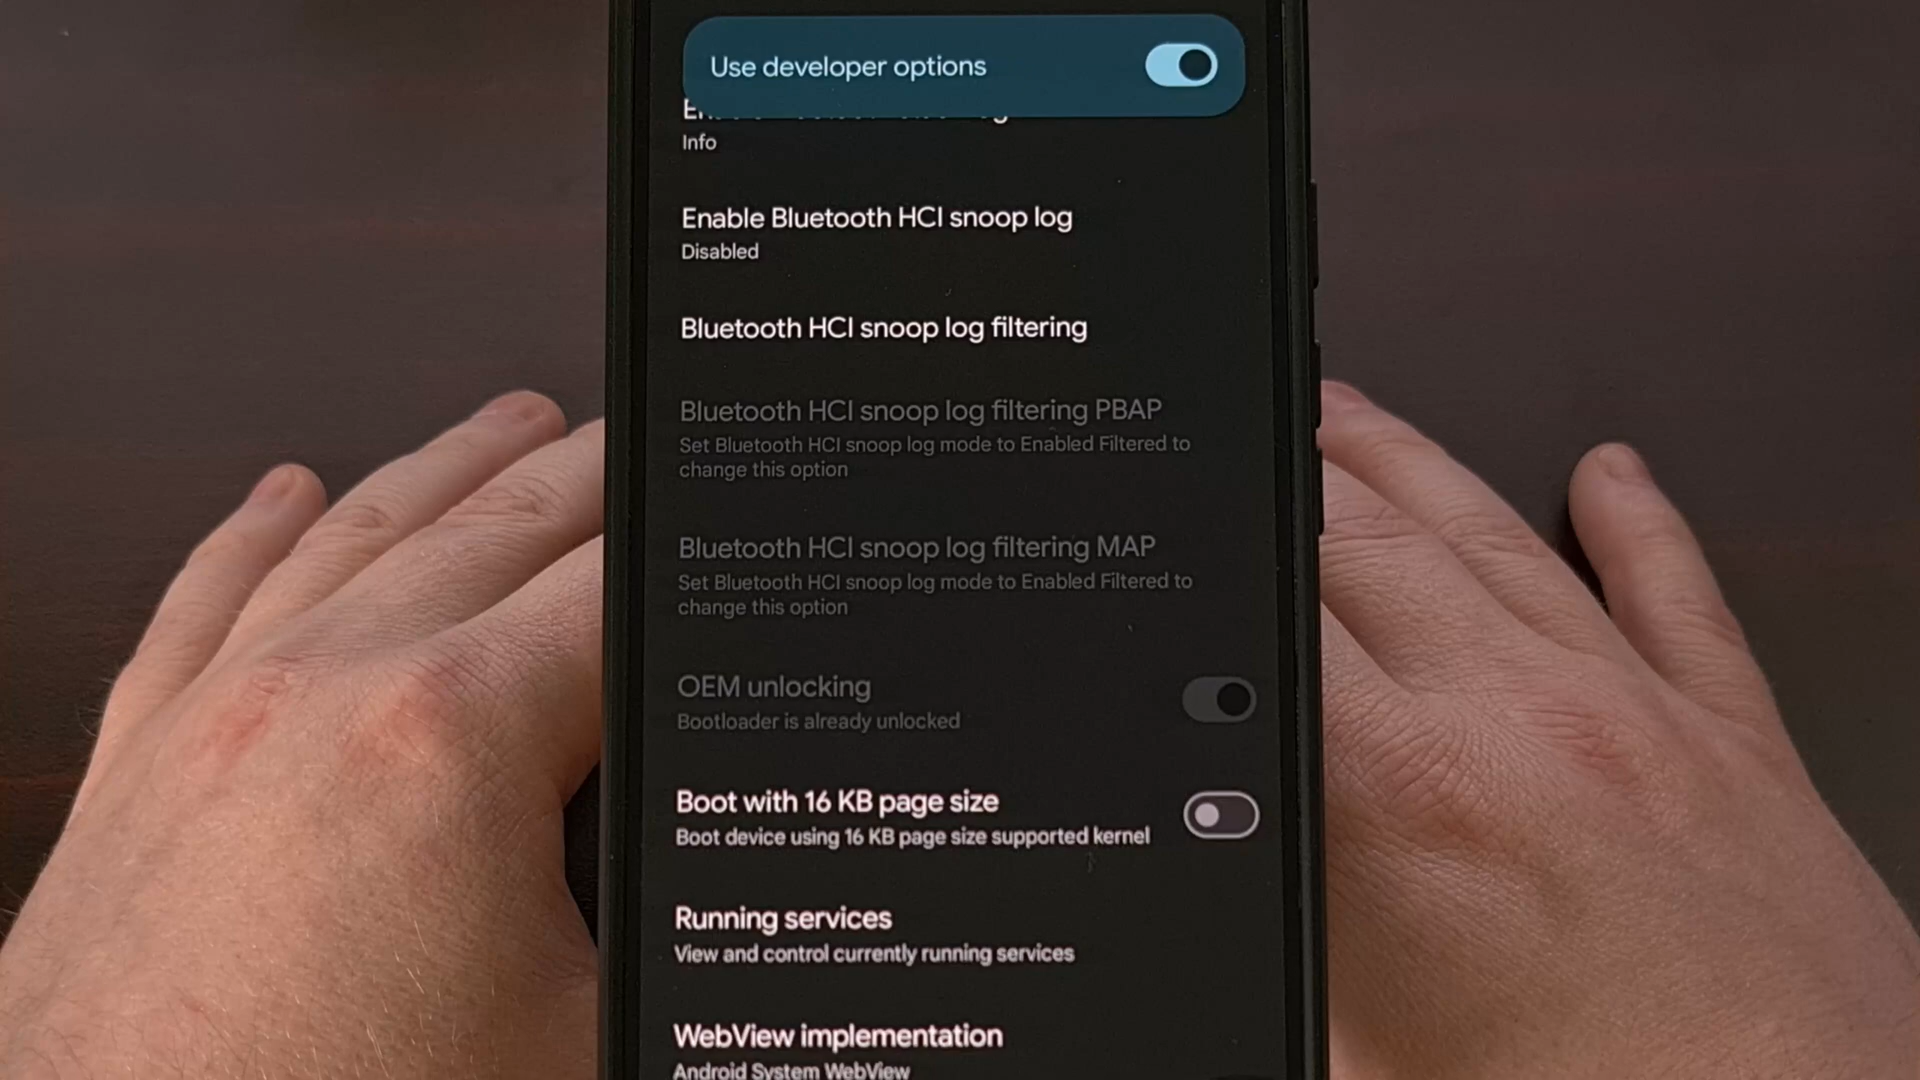 Use developer options
Info
Enable Bluetooth HCI snoop log
Disabled
Bluetooth HCI snoop log filtering
Bluetooth HCI snoop log filtering PBAP
Set Bluetooth HCI snoop log mode to Enabled Filtered to
change this option
Bluetooth HCI snoop log filtering MAP
Set Bluetooth HCI snoop log mode to Enabled Filtered to
change this option
OEM unlocking
Bootloader is already unlocked
Boot with 16 KB page size
Boot device using 16 KB page size supported kernel
Running services
View and control currently running services
WebView implementation
Android System WebView